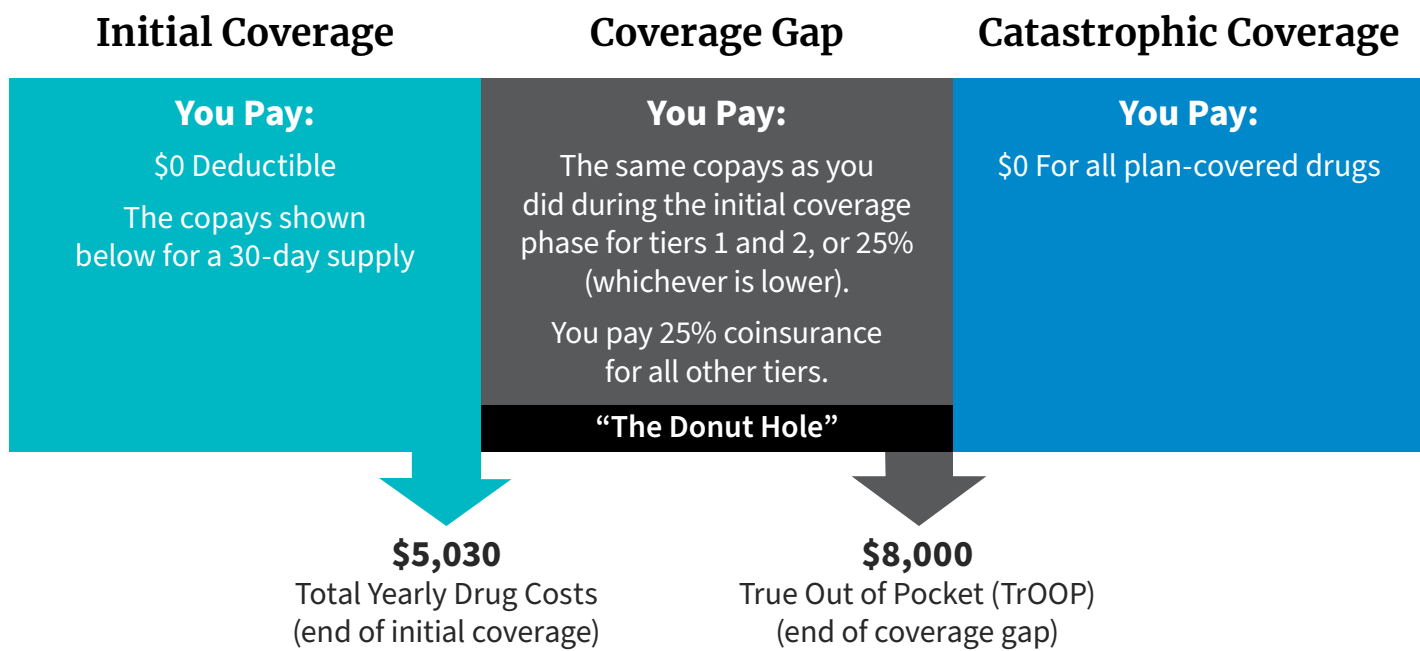 Initial Coverage
Coverage Gap
Catastrophic Coverage
You Pay:
$0 Deductible
The copays shown
below for a 30-day supply
You Pay:
The same copays as you
did during the initial coverage
phase for tiers 1 and 2, or 25%
(whichever is lower).
You pay 25% coinsurance
for all other tiers.
“The Donut Hole”
You Pay:
$0 For all plan-covered drugs
$5,030
Total Yearly Drug Costs
(end of initial coverage)
$8,000
True Out of Pocket (TrOOP)
(end of coverage gap)